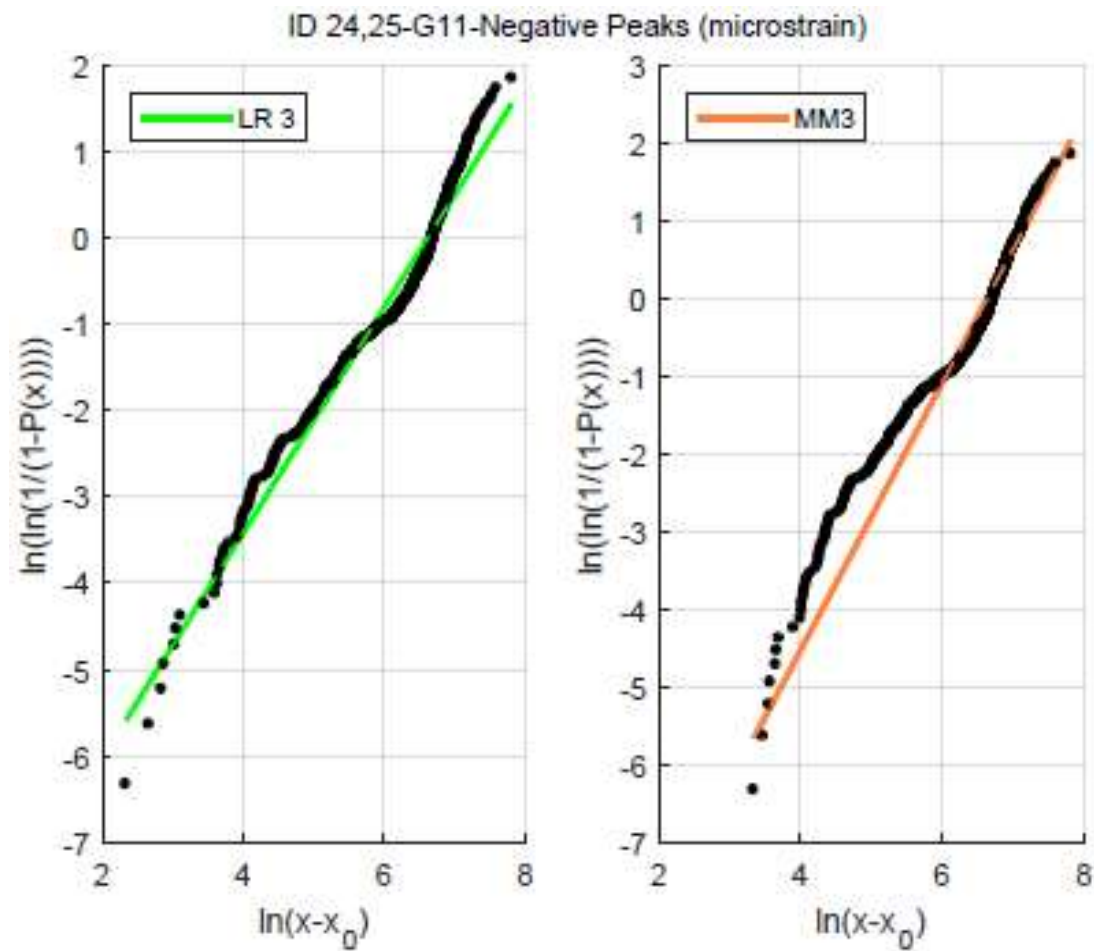 ID 24,25-G11-Negative Peaks (microstrain)
LR 3
2
1
0
-1
-2
-3
-4
-5
-6
-7
ln(ln(1/(1-P(x))))
2 4 6 8
ln(x-x₀)
MM3
3
2
1
0
-1
-2
-3
-4
-5
-6
-7
ln(ln(1/(1-P(x))))
2 4 6 8
ln(x-x₀)